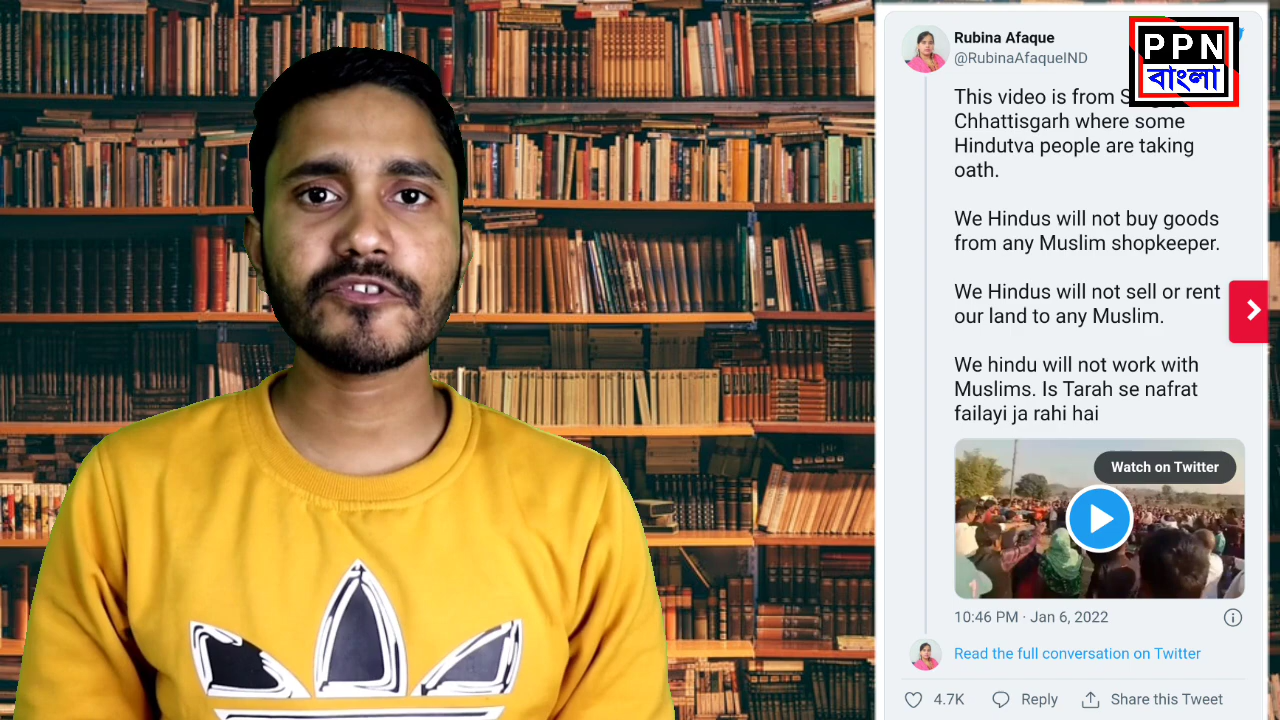 Rubina Afaque
@RubinaAfaqueIND
PPN
বাংলা
This video is from
Chhattisgarh where some
Hindutva people are taking
oath.
We Hindus will not buy goods
from any Muslim shopkeeper.
We Hindus will not sell or rent
our land to any Muslim.
We hindu will not work with
Muslims. Is Tarah se nafrat
failayi ja rahi hai
Watch on Twitter
10:46 PM · Jan 6, 2022
Read the full conversation on Twitter
4.7K Reply Share this Tweet